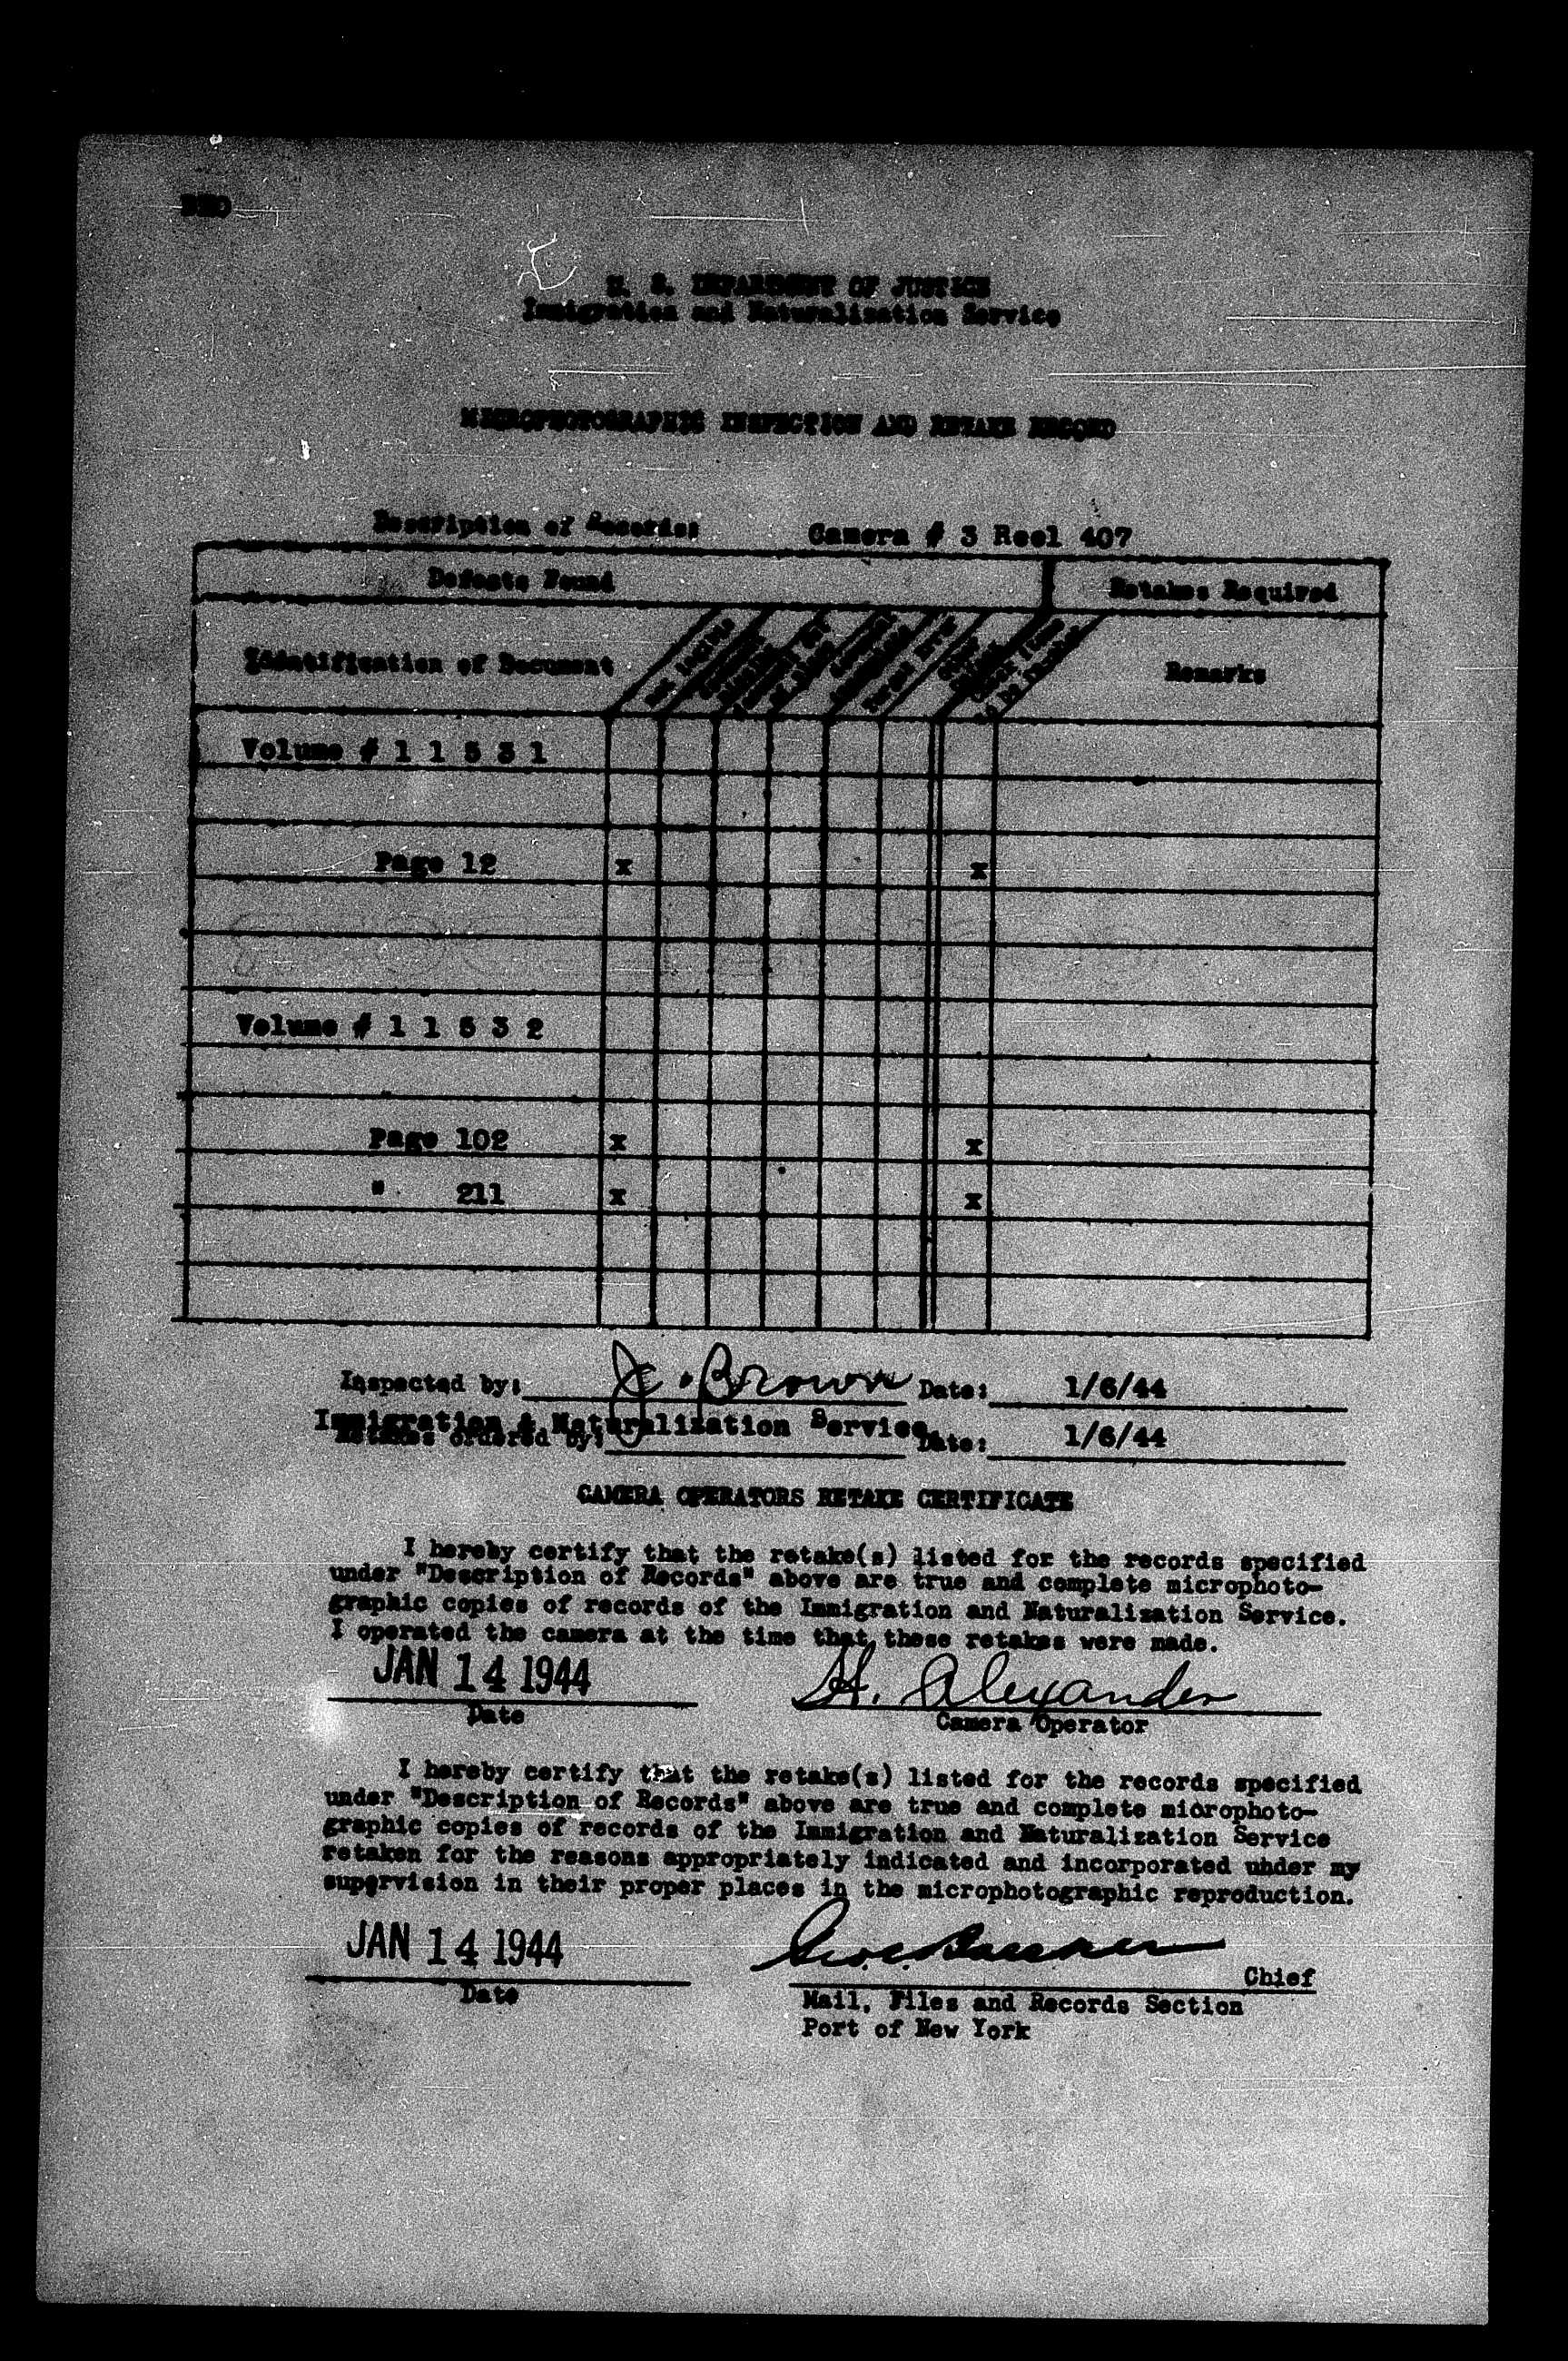 U. S. DEPARTMENT OF JUSTICE
Immigration and Naturalization Service
MICROPHOTOGRAPHIC INSPECTION AND RETAKE RECORD
Description of Records: Camera # 3 Reel 407
Defects Found Retakes Required
Identification of Document Remarks
Volume # 1 1 5 3 1
Page 12 x x
Volume # 1 1 5 3 2
Page 102 x x
" 211 x x
Inspected by: J. Brown Date: 1/6/44
Immigration & Naturalization Service
Retakes ordered by: Date: 1/6/44
CAMERA OPERATORS RETAKE CERTIFICATE
I hereby certify that the retake(s) listed for the records specified
under "Description of Records" above are true and complete microphoto-
graphic copies of records of the Immigration and Naturalization Service.
I operated the camera at the time that these retakes were made.
JAN 14 1944 H. Alexander
Date Camera Operator
I hereby certify that the retake(s) listed for the records specified
under "Description of Records" above are true and complete microphoto-
graphic copies of records of the Immigration and Naturalization Service
retaken for the reasons appropriately indicated and incorporated under my
supervision in their proper places in the microphotographic reproduction.
JAN 14 1944
Chief
Date Mail, Files and Records Section
Port of New York